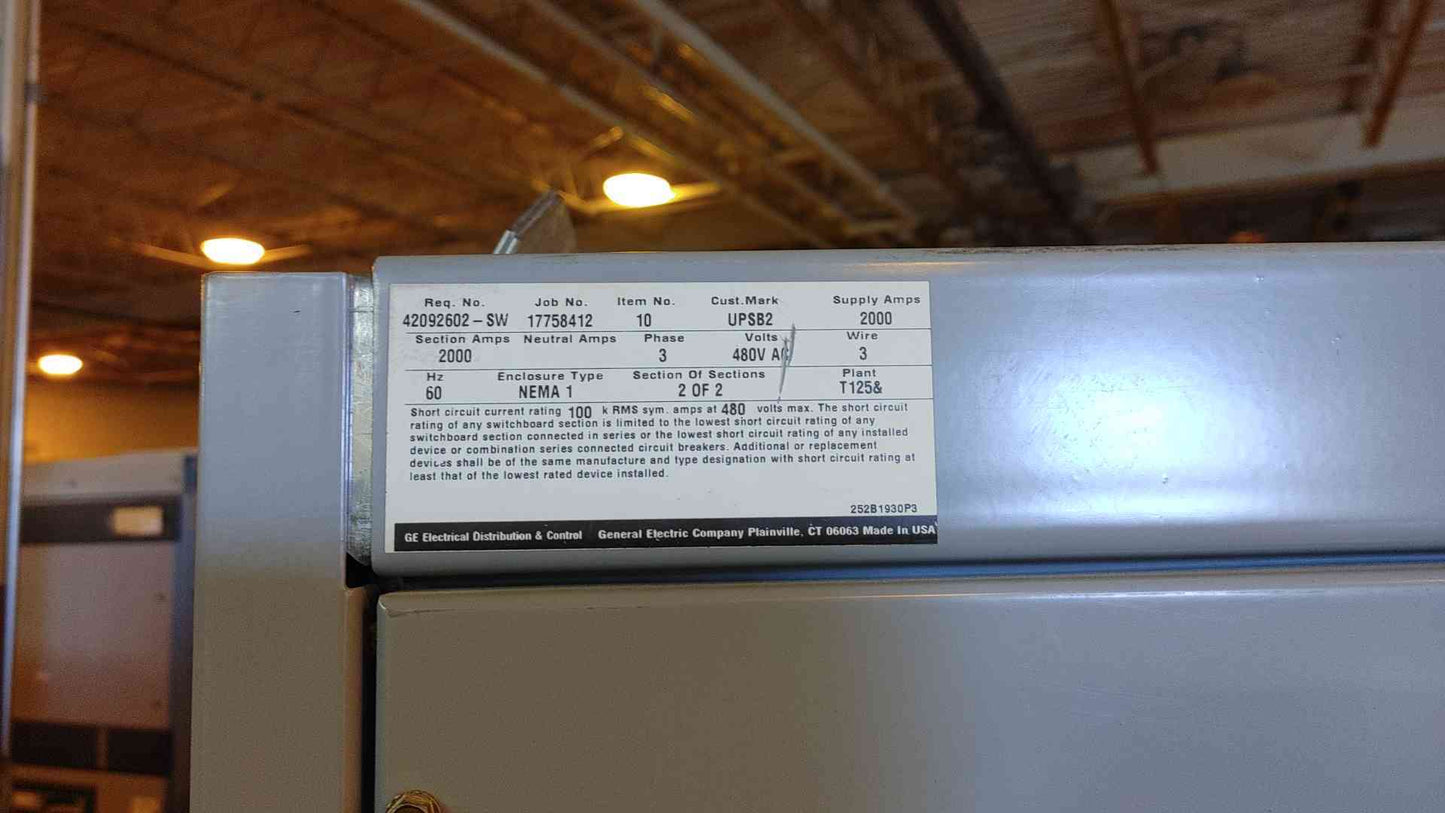 Req. No. Job No. Item No. Cust.Mark Supply Amps
42092602-SW 17758412 10 UPSB2 2000
Section Amps Neutral Amps Phase Volts Wire
2000 3 480V AC 3
Hz Enclosure Type Section Of Sections Plant
60 NEMA 1 2 OF 2 T125&
Short circuit current rating 100 k RMS sym. amps at 480 volts max. The short circuit
rating of any switchboard section is limited to the lowest short circuit rating of any
switchboard section connected in series or the lowest short circuit rating of any installed
device or combination series connected circuit breakers. Additional or replacement
devices shall be of the same manufacture and type designation with short circuit rating at
least that of the lowest rated device installed.
252B1930P3
GE Electrical Distribution & Control General Electric Company Plainville, CT 06063 Made In USA